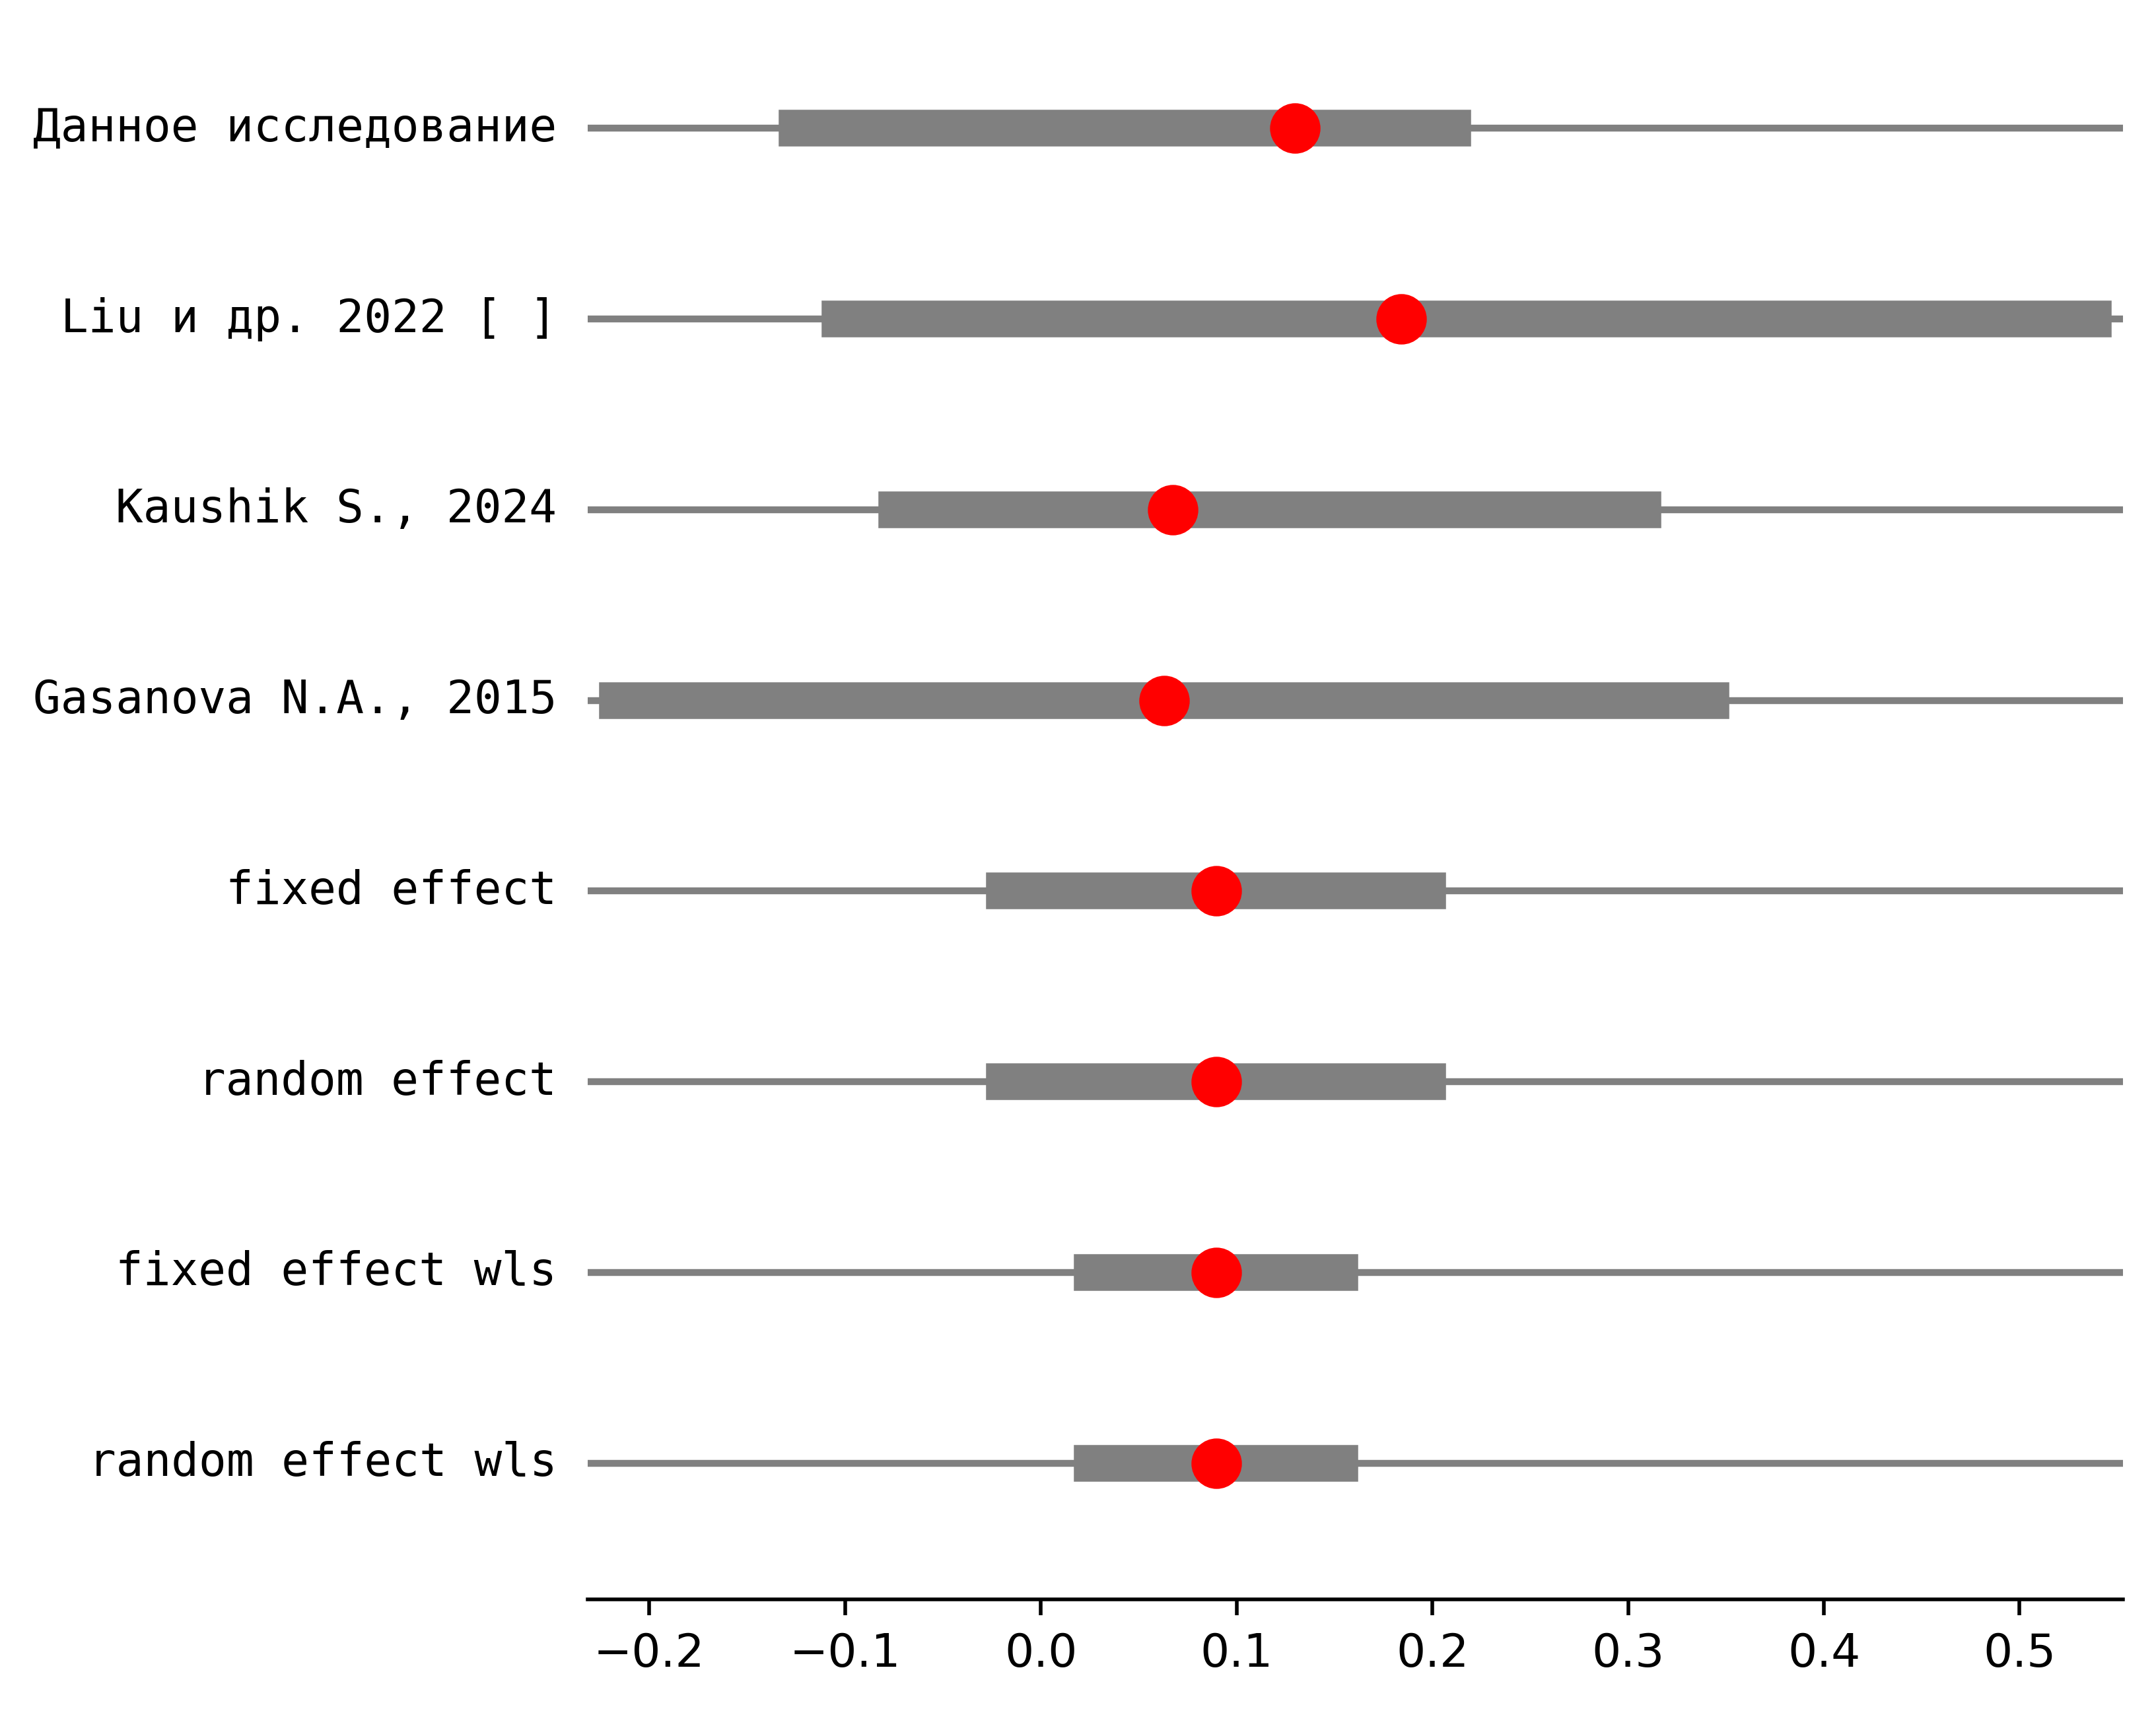 Данное исследование
Liu и др. 2022 [ ]
Kaushik S., 2024
Gasanova N.A., 2015
fixed effect
random effect
fixed effect wls
random effect wls
−0.2 −0.1 0.0 0.1 0.2 0.3 0.4 0.5